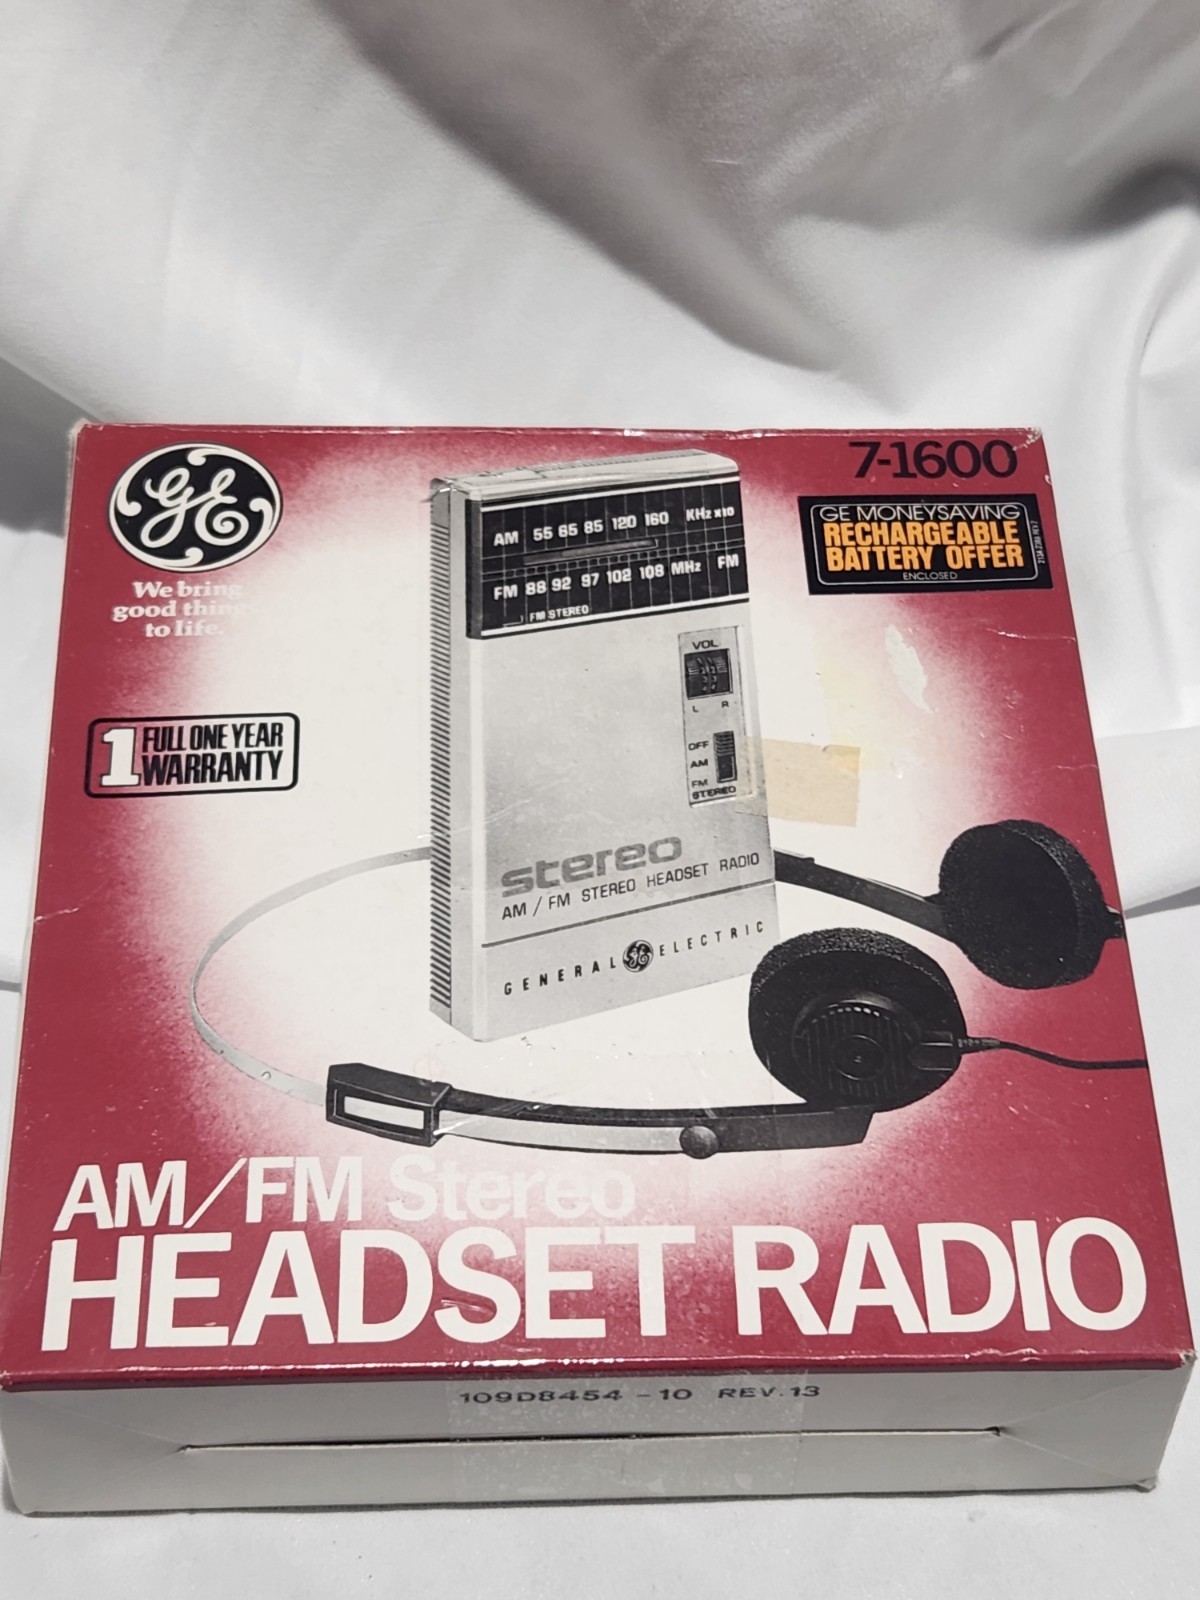 GE
7-1600
We bring
good things
to life.
GE MONEYSAVING
RECHARGEABLE
BATTERY OFFER
ENCLOSED
1 FULL ONE YEAR
WARRANTY
AM 55 65 85 120 160 KHz x10
FM 88 92 97 102 108 MHz FM
FM STEREO
VOL
L R
OFF
AM
FM
STEREO
stereo
AM / FM STEREO HEADSET RADIO
GENERAL GE ELECTRIC
AM/FM Stereo
HEADSET RADIO
109D8454 - 10 REV. 13